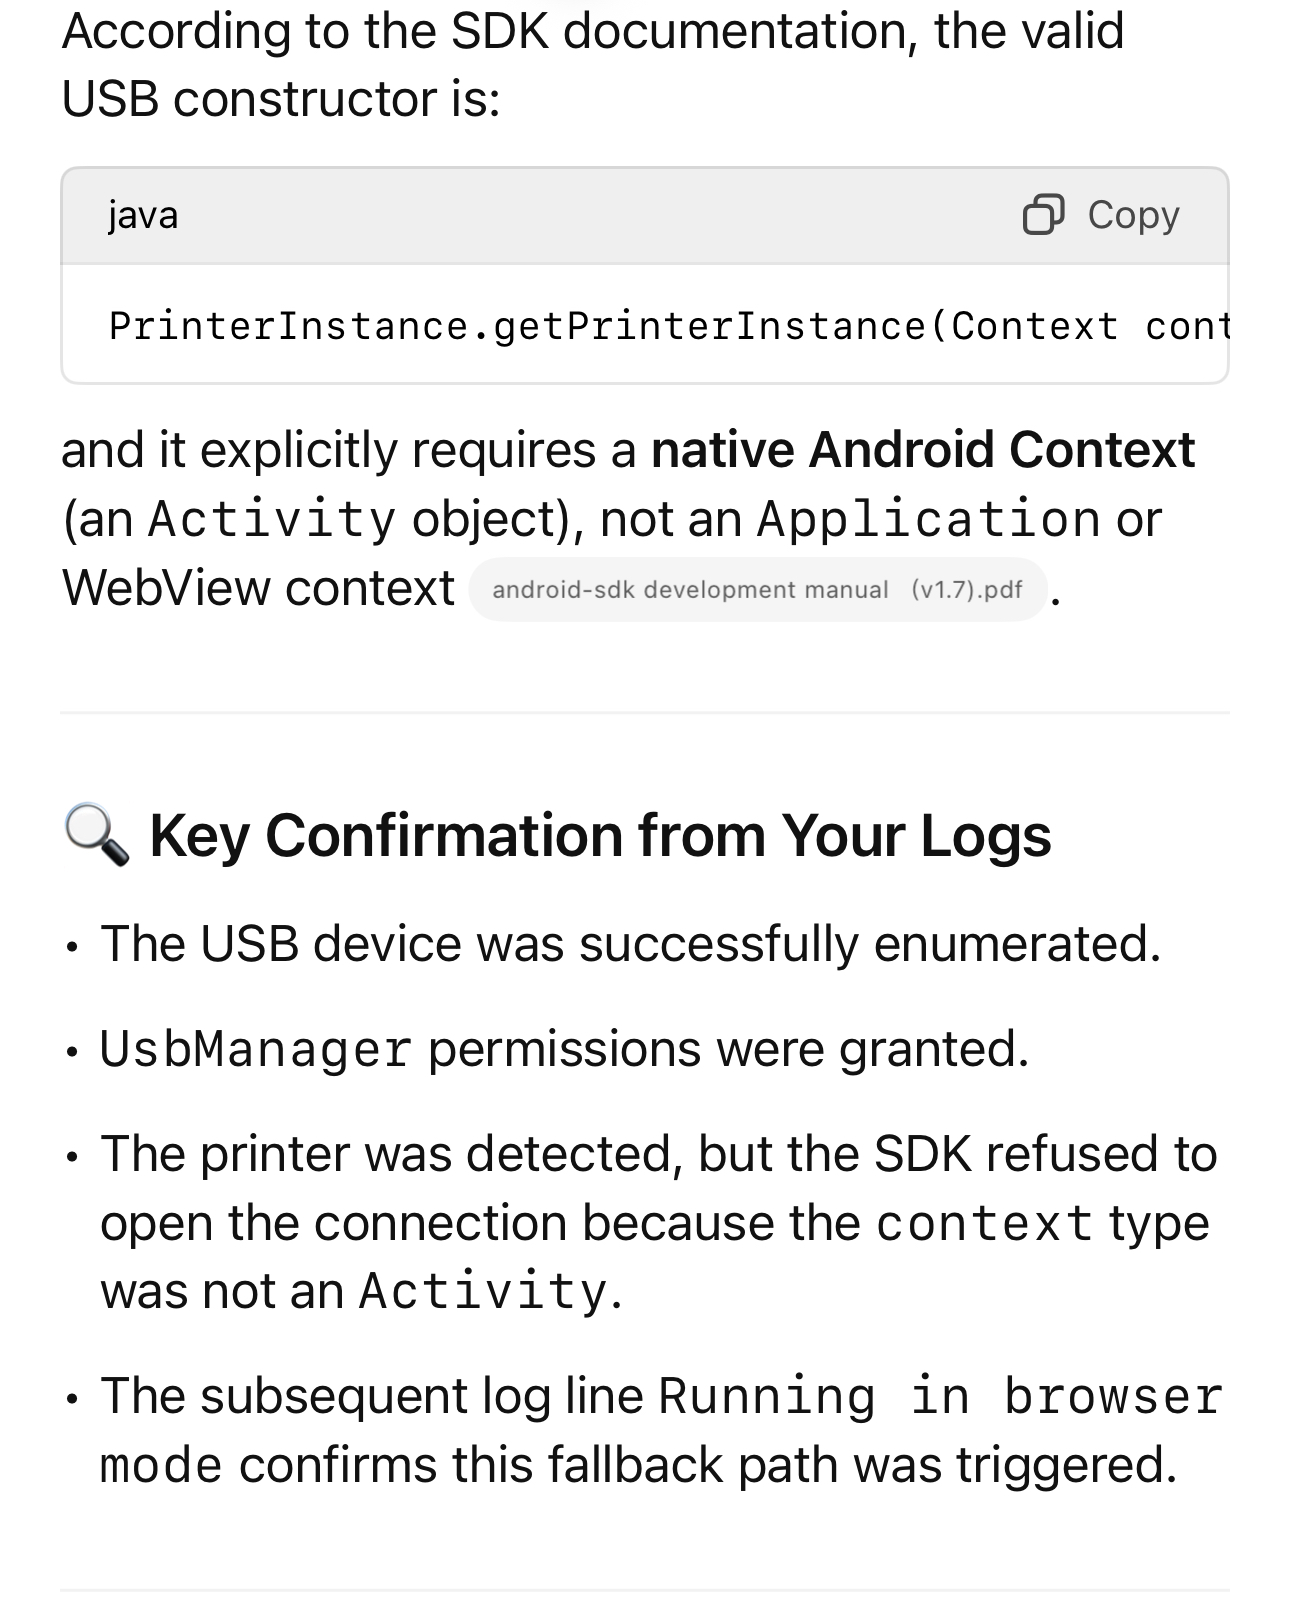 According to the SDK documentation, the valid
USB constructor is:
java
Copy
PrinterInstance.getPrinterInstance(Context cont
and it explicitly requires a native Android Context
(an Activity object), not an Application or
WebView context android-sdk development manual (v1.7).pdf .
🔍 Key Confirmation from Your Logs
• The USB device was successfully enumerated.
• UsbManager permissions were granted.
• The printer was detected, but the SDK refused to
open the connection because the context type
was not an Activity.
• The subsequent log line Running in browser
mode confirms this fallback path was triggered.